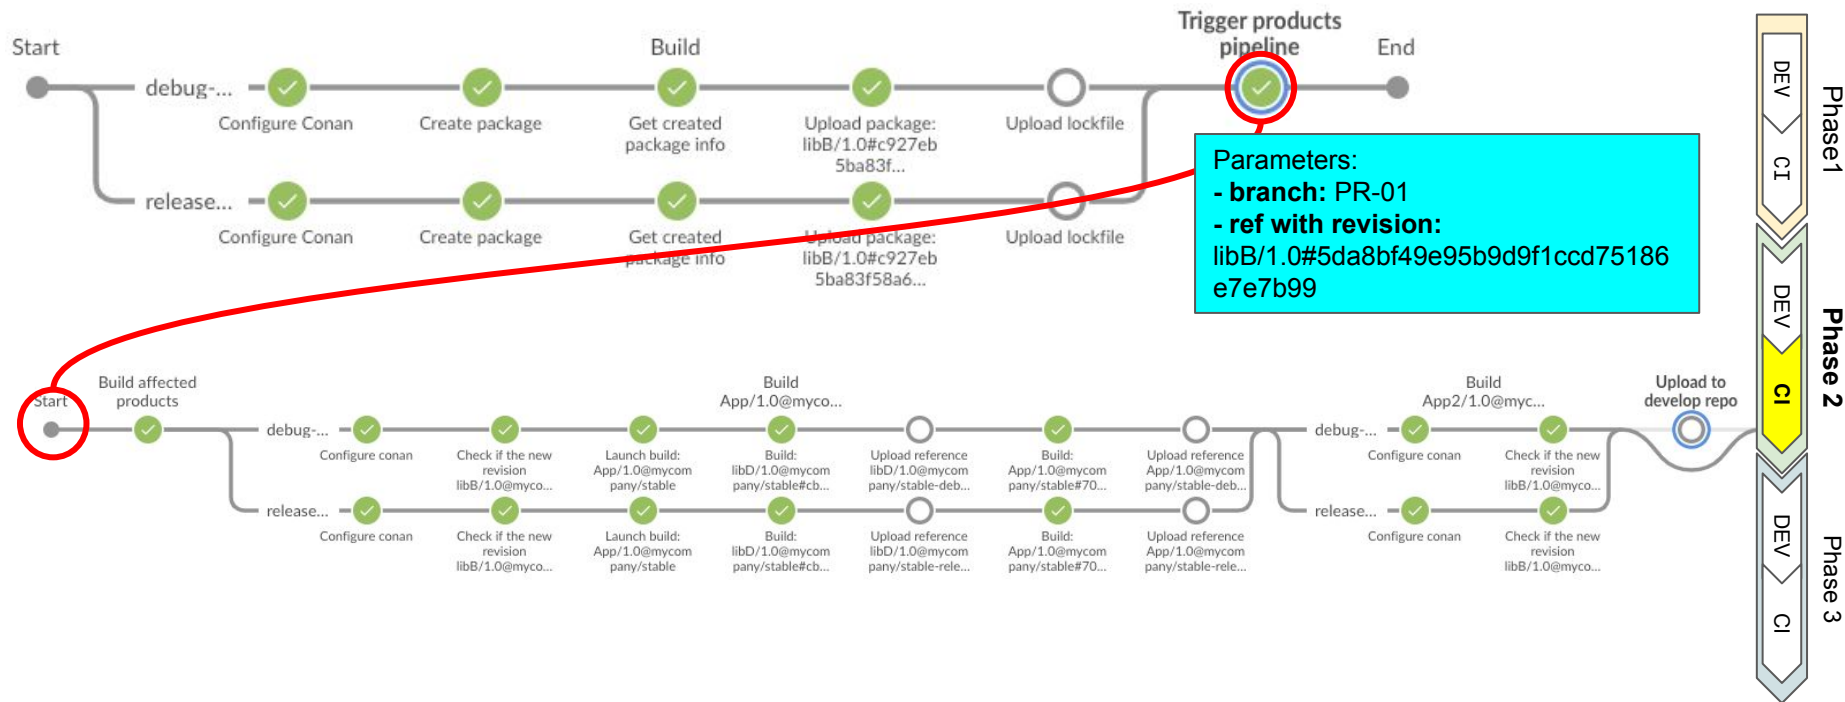 Start
Build
Trigger products
pipeline
End
debug-...
Configure Conan
Create package
Get created
package info
Upload package:
libB/1.0#c927eb
5ba83f...
Upload lockfile
release...
Configure Conan
Create package
Get created
package info
Upload package:
libB/1.0#c927eb
5ba83f58a6...
Upload lockfile
Parameters:
- branch: PR-01
- ref with revision:
libB/1.0#5da8bf49e95b9d9f1ccd75186
e7e7b99
Start
Build affected
products
Build
App/1.0@myco...
Build
App2/1.0@myc...
Upload to
develop repo
debug-...
Configure conan
Check if the new
revision
libB/1.0@myco...
Launch build:
App/1.0@mycom
pany/stable
Build:
libD/1.0@mycom
pany/stable#cb...
Upload reference
libD/1.0@mycom
pany/stable-deb...
Build:
App/1.0@mycom
pany/stable#70...
Upload reference
App/1.0@mycom
pany/stable-deb...
debug-...
Configure conan
Check if the new
revision
libB/1.0@myco...
release...
Configure conan
Check if the new
revision
libB/1.0@myco...
Launch build:
App/1.0@mycom
pany/stable
Build:
libD/1.0@mycom
pany/stable#cb...
Upload reference
libD/1.0@mycom
pany/stable-rele...
Build:
App/1.0@mycom
pany/stable#70...
Upload reference
App/1.0@mycom
pany/stable-rele...
release...
Configure conan
Check if the new
revision
libB/1.0@myco...
DEV
CI
Phase1
DEV
CI
Phase 2
DEV
CI
Phase 3